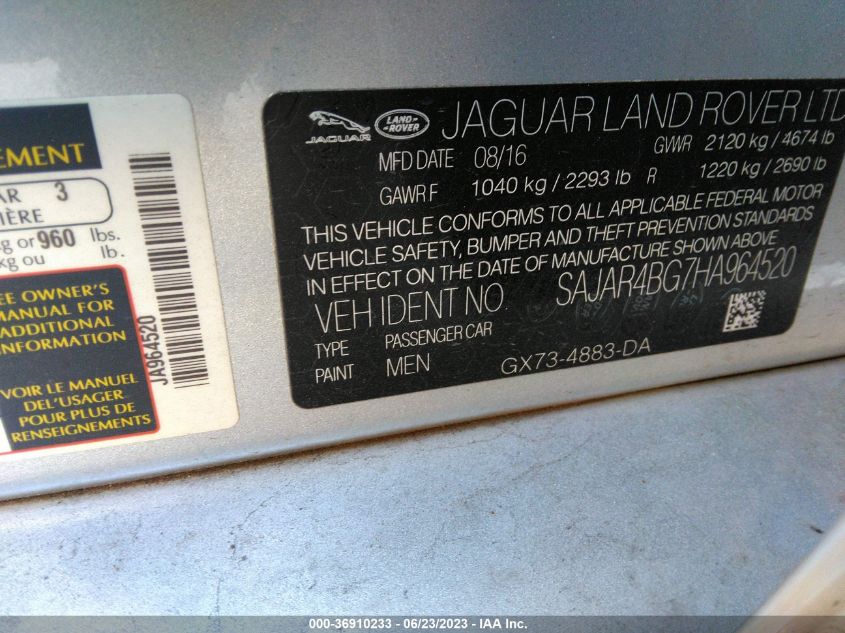 EMENT
AR 3
IÈRE
g or 960 lbs.
kg ou lb.
EE OWNER'S
MANUAL FOR
ADDITIONAL
INFORMATION
VOIR LE MANUEL
DEL'USAGER
POUR PLUS DE
RENSEIGNEMENTS
JA964520
JAGUAR
LAND-
ROVER
JAGUAR LAND ROVER LTD
MFD DATE 08/16 GVWR 2120 kg / 4674 lb
GAWR F 1040 kg / 2293 lb R 1220 kg / 2690 lb
THIS VEHICLE CONFORMS TO ALL APPLICABLE FEDERAL MOTOR
VEHICLE SAFETY, BUMPER AND THEFT PREVENTION STANDARDS
IN EFFECT ON THE DATE OF MANUFACTURE SHOWN ABOVE
VEH IDENT NO SAJAR4BG7HA964520
TYPE PASSENGER CAR
PAINT MEN GX73-4883-DA
000-36910233 - 06/23/2023 - IAA Inc.